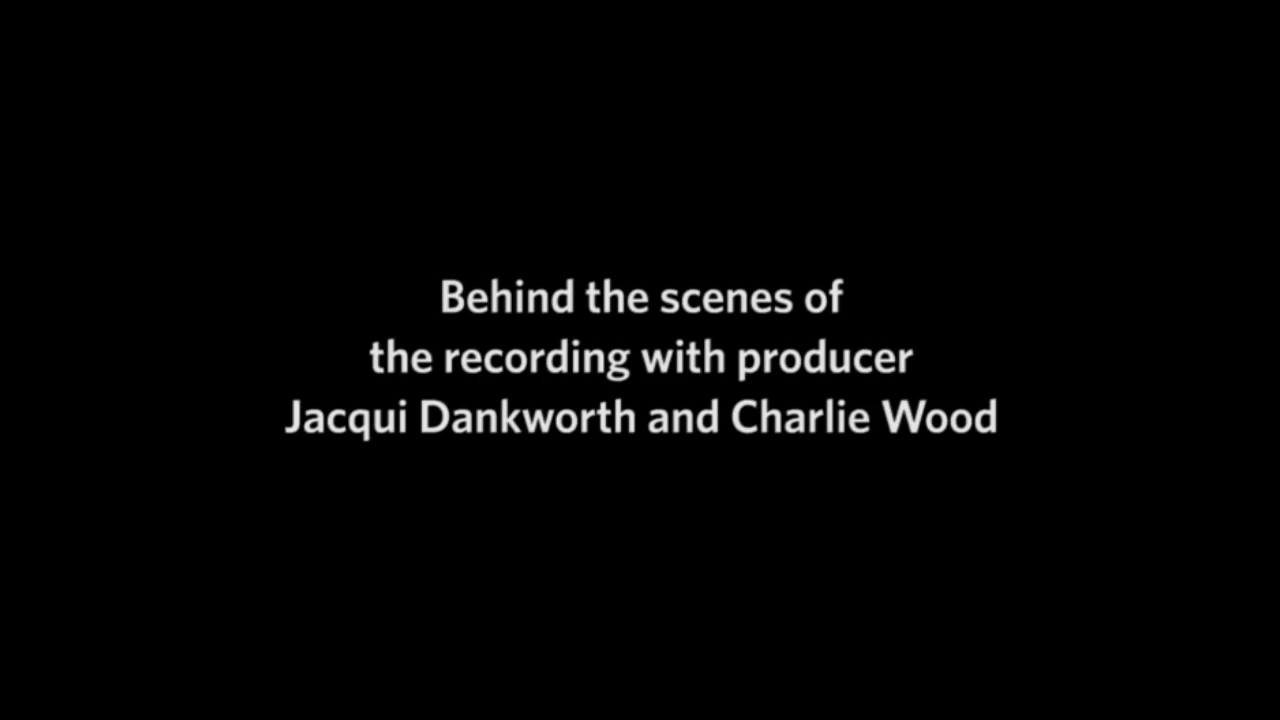 Behind the scenes of
the recording with producer
Jacqui Dankworth and Charlie Wood